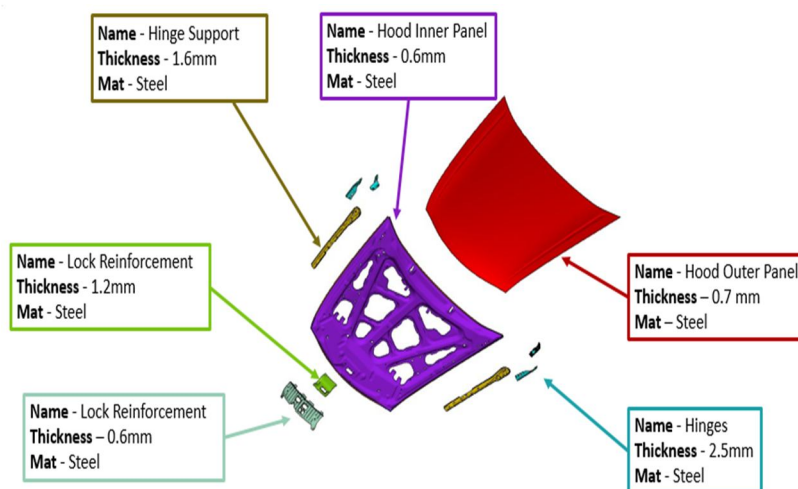 Name - Hinge Support
Thickness - 1.6mm
Mat - Steel
Name - Hood Inner Panel
Thickness - 0.6mm
Mat - Steel
Name - Lock Reinforcement
Thickness - 1.2mm
Mat - Steel
Name - Hood Outer Panel
Thickness – 0.7 mm
Mat – Steel
Name - Lock Reinforcement
Thickness – 0.6mm
Mat - Steel
Name - Hinges
Thickness - 2.5mm
Mat - Steel